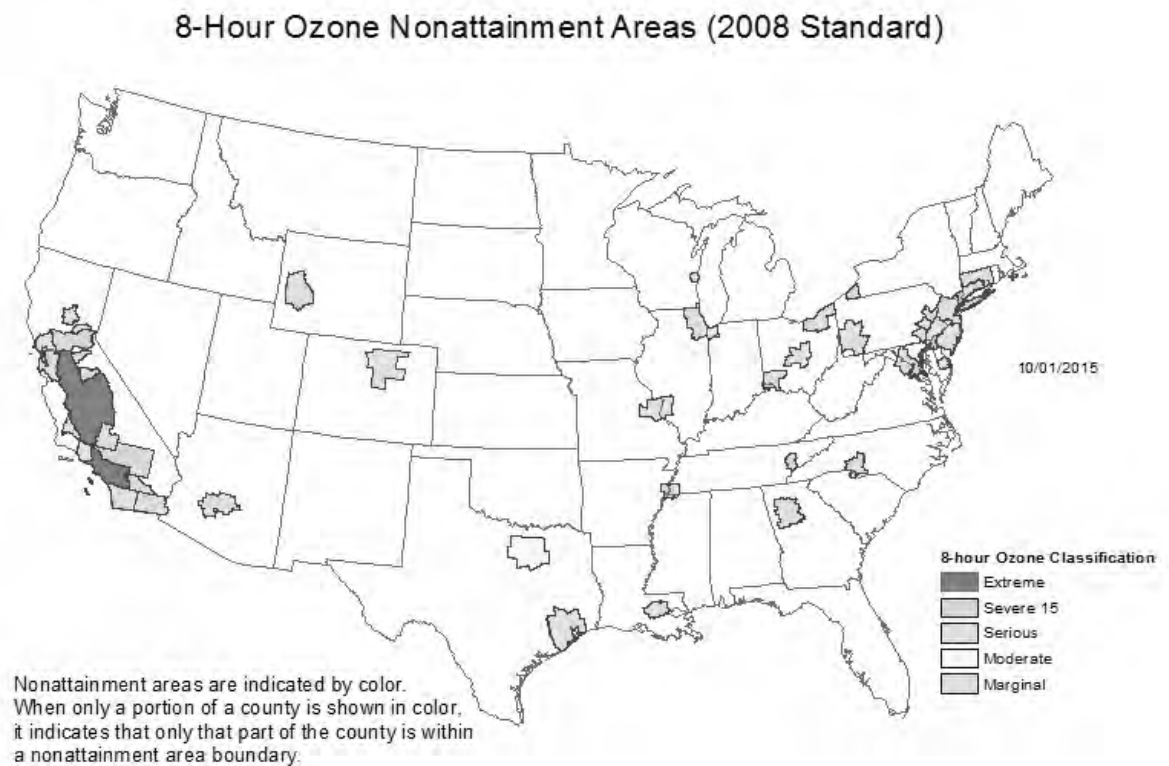 8-Hour Ozone Nonattainment Areas (2008 Standard)
10/01/2015
8-hour Ozone Classification
Extreme
Severe 15
Serious
Moderate
Marginal
Nonattainment areas are indicated by color.
When only a portion of a county is shown in color,
it indicates that only that part of the county is within
a nonattainment area boundary.